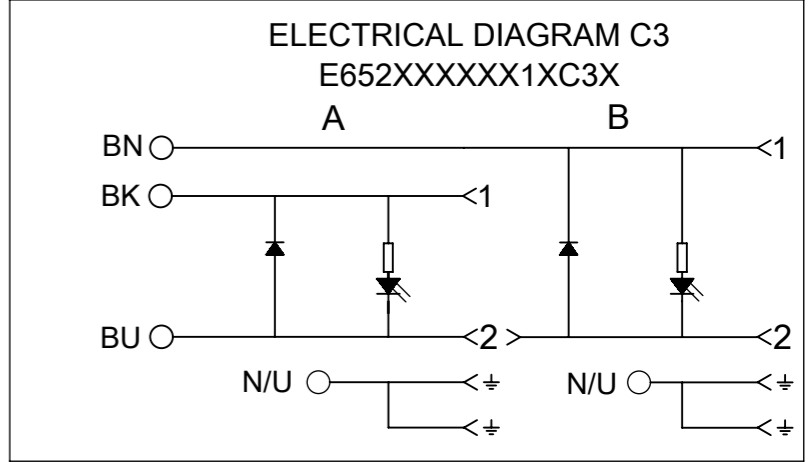 ELECTRICAL DIAGRAM C3
E652XXXXXX1XC3X
A B
BN 1
BK 1
BU 2 2
N/U N/U